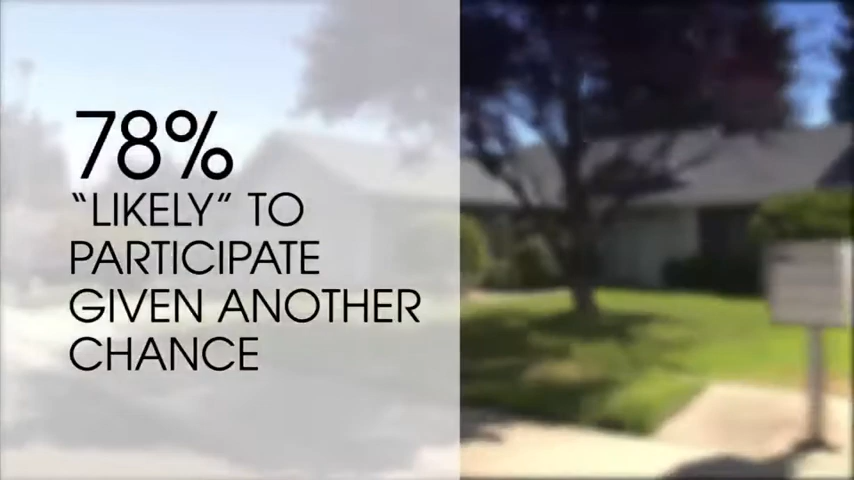 78%
“LIKELY” TO
PARTICIPATE
GIVEN ANOTHER
CHANCE